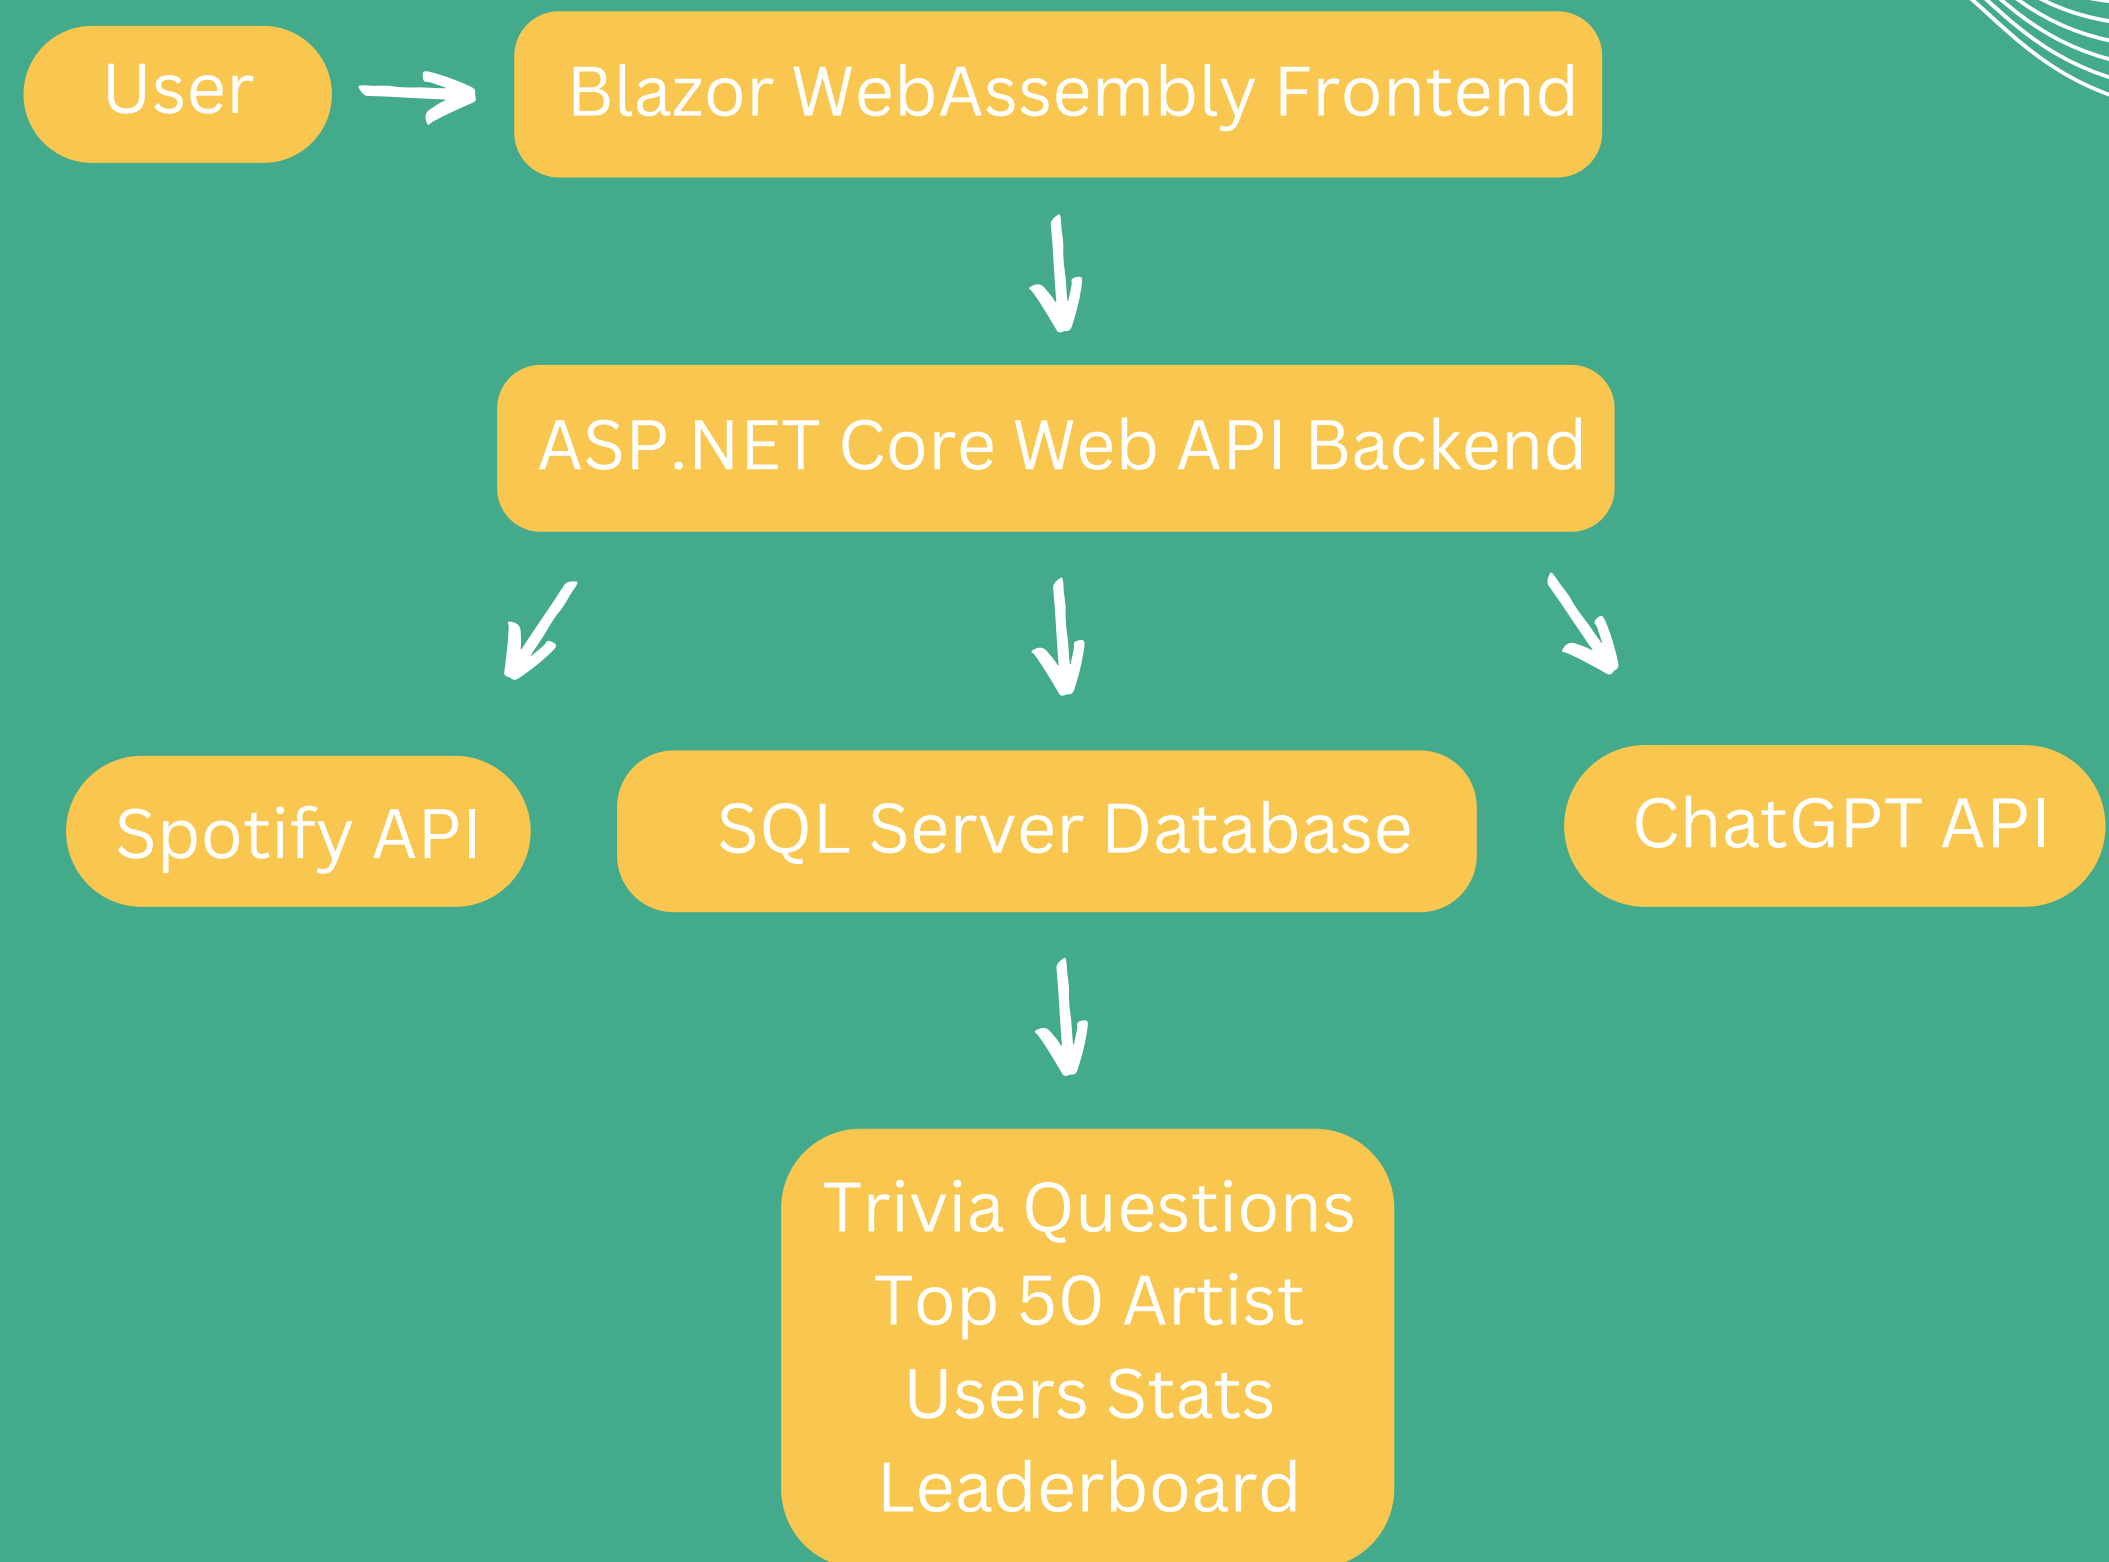 User
Blazor WebAssembly Frontend
ASP.NET Core Web API Backend
Spotify API
SQL Server Database
ChatGPT API
Trivia Questions
Top 50 Artist
Users Stats
Leaderboard